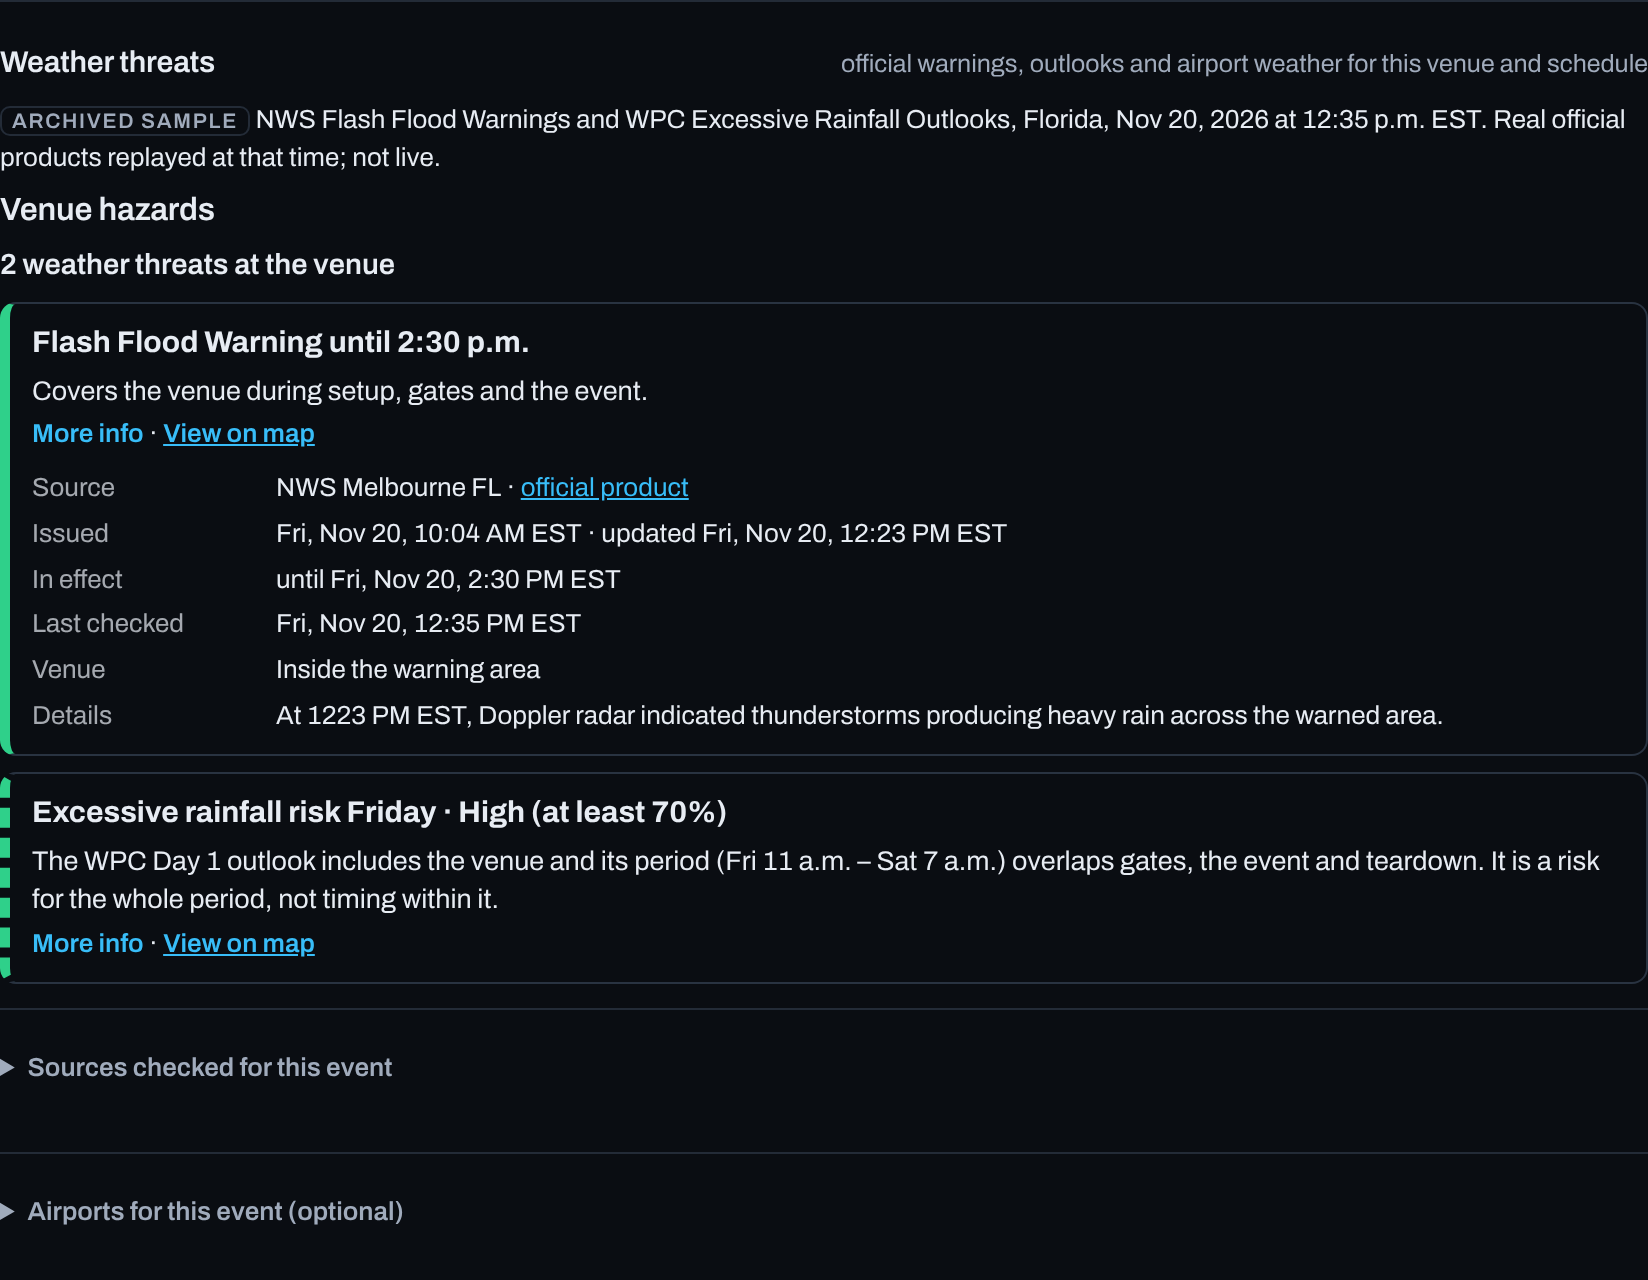 Weather threats
official warnings, outlooks and airport weather for this venue and schedule
ARCHIVED SAMPLE NWS Flash Flood Warnings and WPC Excessive Rainfall Outlooks, Florida, Nov 20, 2026 at 12:35 p.m. EST. Real official
products replayed at that time; not live.
Venue hazards
2 weather threats at the venue
Flash Flood Warning until 2:30 p.m.
Covers the venue during setup, gates and the event.
More info · View on map
Source NWS Melbourne FL · official product
Issued Fri, Nov 20, 10:04 AM EST · updated Fri, Nov 20, 12:23 PM EST
In effect until Fri, Nov 20, 2:30 PM EST
Last checked Fri, Nov 20, 12:35 PM EST
Venue Inside the warning area
Details At 1223 PM EST, Doppler radar indicated thunderstorms producing heavy rain across the warned area.
Excessive rainfall risk Friday · High (at least 70%)
The WPC Day 1 outlook includes the venue and its period (Fri 11 a.m. – Sat 7 a.m.) overlaps gates, the event and teardown. It is a risk
for the whole period, not timing within it.
More info · View on map
Sources checked for this event
Airports for this event (optional)